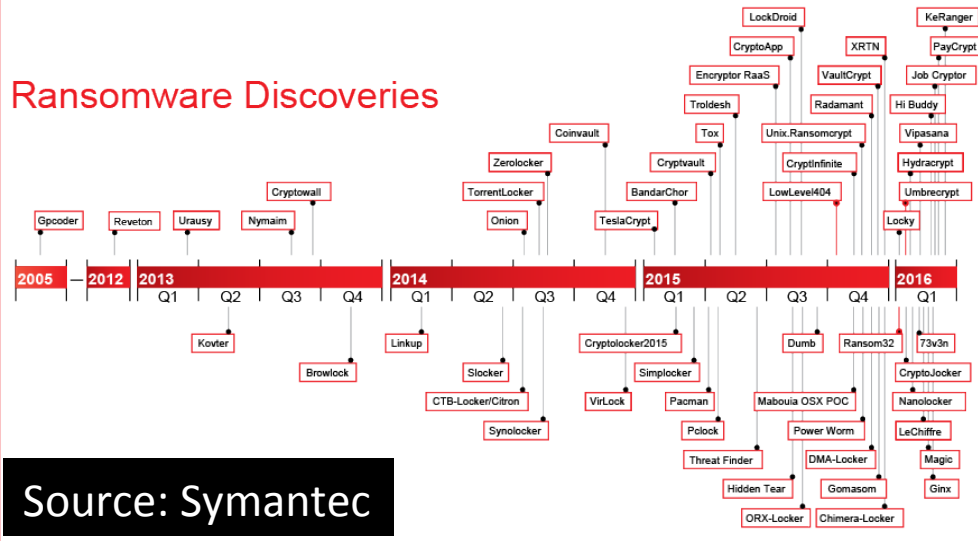 LockDroid
KeRanger
CryptoApp
XRTN
PayCrypt
Ransomware Discoveries
Encryptor RaaS
VaultCrypt
Job Cryptor
Troldesh
Radamant
Hi Buddy
Coinvault
Tox
Unix.Ransomcrypt
Vipasana
Zerolocker
Cryptvault
CryptInfinite
Hydracrypt
Cryptowall
TorrentLocker
BandarChor
LowLevel404
Umbrecrypt
Gpcoder
Reveton
Urausy
Nymaim
Onion
TeslaCrypt
Locky
2005
2012
2013
2014
2015
2016
Q1
Q2
Q3
Q4
Q1
Q2
Q3
Q4
Q1
Q2
Q3
Q4
Q1
Kovter
Linkup
Cryptolocker2015
Dumb
Ransom32
73v3n
Browlock
Slocker
Simplocker
CryptoJocker
CTB-Locker/Citron
VirLock
Pacman
Mabouia OSX POC
Nanolocker
Synolocker
Pclock
Power Worm
LeChiffre
Threat Finder
DMA-Locker
Magic
Hidden Tear
Gomasom
Ginx
ORX-Locker
Chimera-Locker
Source: Symantec